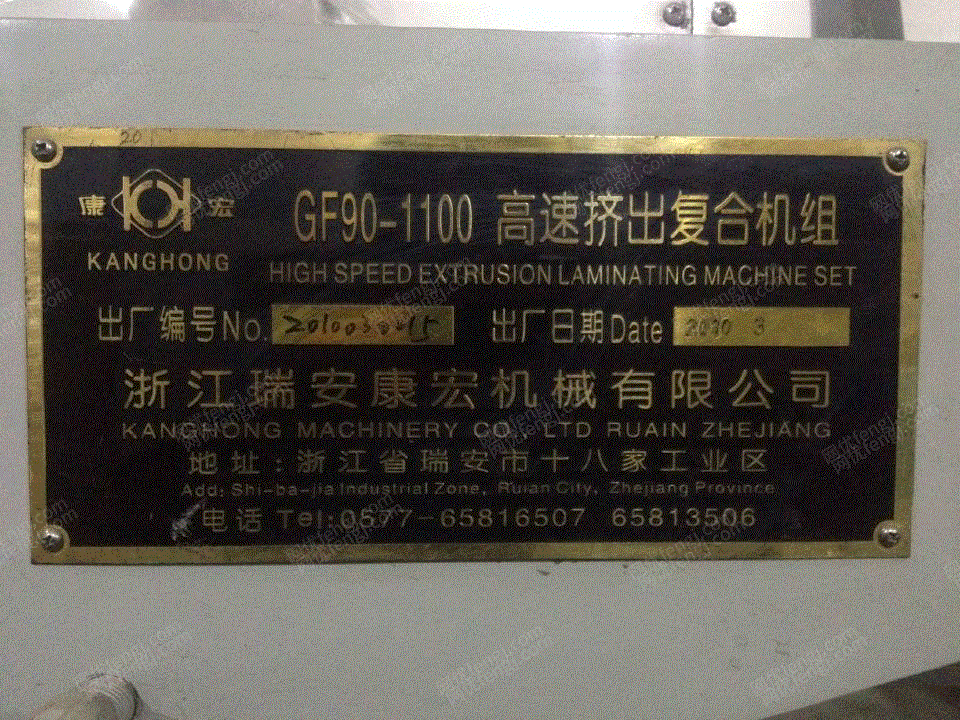 20
康 宏
KANGHONG
GF90-1100 高速挤出复合机组
HIGH SPEED EXTRUSION LAMINATING MACHINE SET
出厂编号No. 出厂日期Date 3
浙江瑞安康宏机械有限公司
KANGHONG MACHINERY CO., LTD RUAIN ZHEJIANG
地址:浙江省瑞安市十八家工业区
Add: Shi-ba-jia Industrial Zone, Ruian City, Zhejiang Province
电话 Tel:0577-65816507 65813506